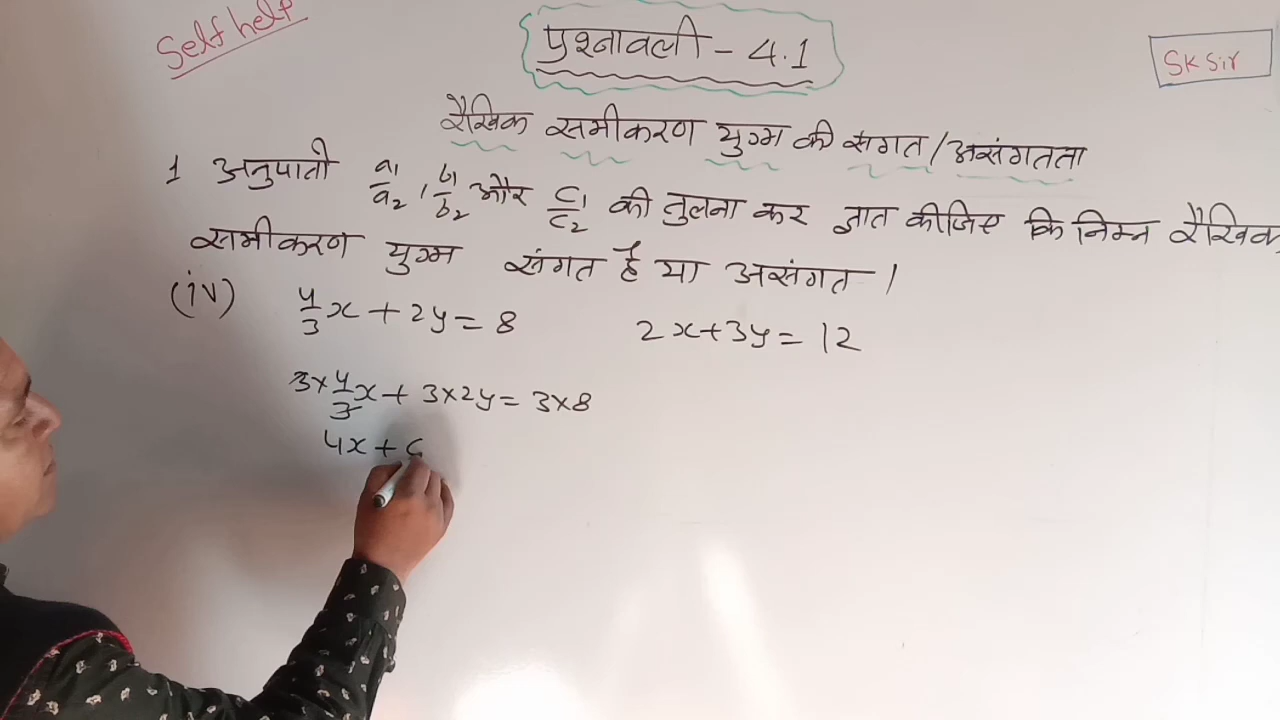 Self help
प्रश्नावली - 4.1
SK Sir
रैखिक समीकरण युग्म की संगत/असंगतता
1 अनुपातो a₁/a₂, b₁/b₂ और c₁/c₂ की तुलना कर ज्ञात कीजिए कि निम्न रैखिक
समीकरण युग्म संगत है या असंगत ।
(iv) 4/3x + 2y = 8 2x+3y = 12
3×4/3x + 3×2y = 3×8
4x +